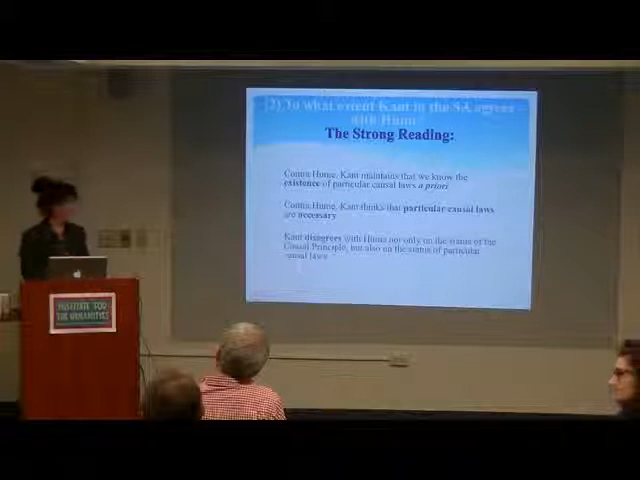 (2) To what extent Kant in the SA agrees
with Hume
The Strong Reading:
Contra Hume, Kant maintains that we know the
existence of particular causal laws a priori
Contra Hume, Kant thinks that particular causal laws
are necessary
Kant disagrees with Hume not only on the status of the
Causal Principle, but also on the status of particular
causal laws
INSTITUTE FOR
THE HUMANITIES